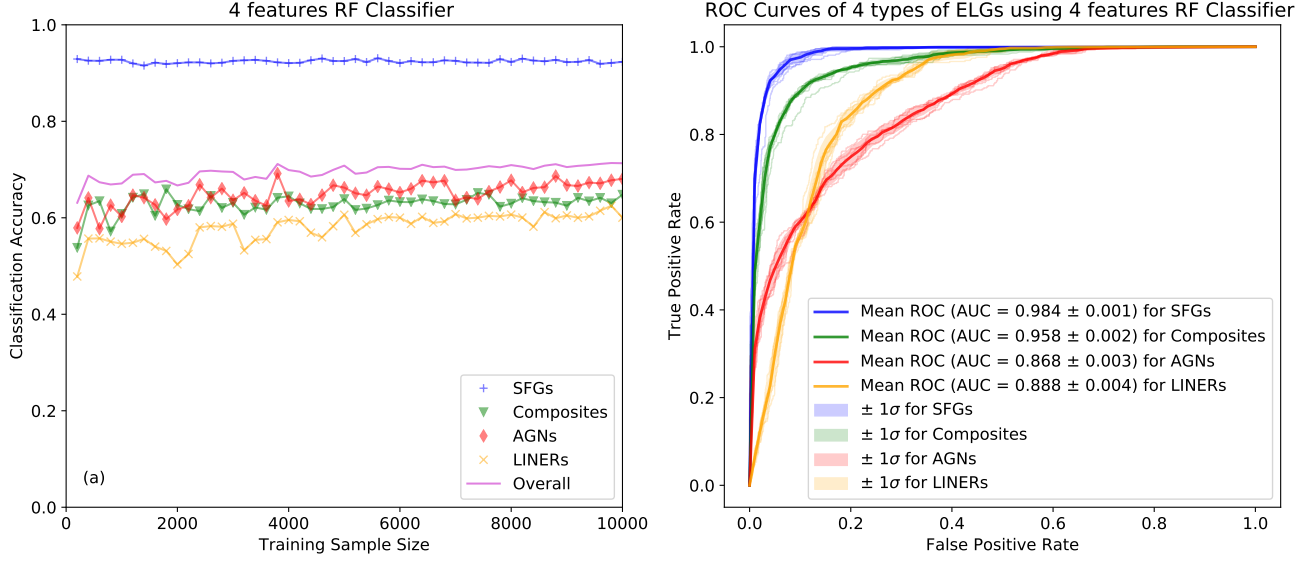 4 features RF Classifier
1.0
0.8
0.6
0.4
0.2
0.0
Classification Accuracy
SFGs
Composites
AGNs
LINERs
Overall
(a)
0 2000 4000 6000 8000 10000
Training Sample Size
ROC Curves of 4 types of ELGs using 4 features RF Classifier
1.0
0.8
0.6
0.4
0.2
0.0
True Positive Rate
Mean ROC (AUC = 0.984 ± 0.001) for SFGs
Mean ROC (AUC = 0.958 ± 0.002) for Composites
Mean ROC (AUC = 0.868 ± 0.003) for AGNs
Mean ROC (AUC = 0.888 ± 0.004) for LINERs
± 1σ for SFGs
± 1σ for Composites
± 1σ for AGNs
± 1σ for LINERs
0.0 0.2 0.4 0.6 0.8 1.0
False Positive Rate